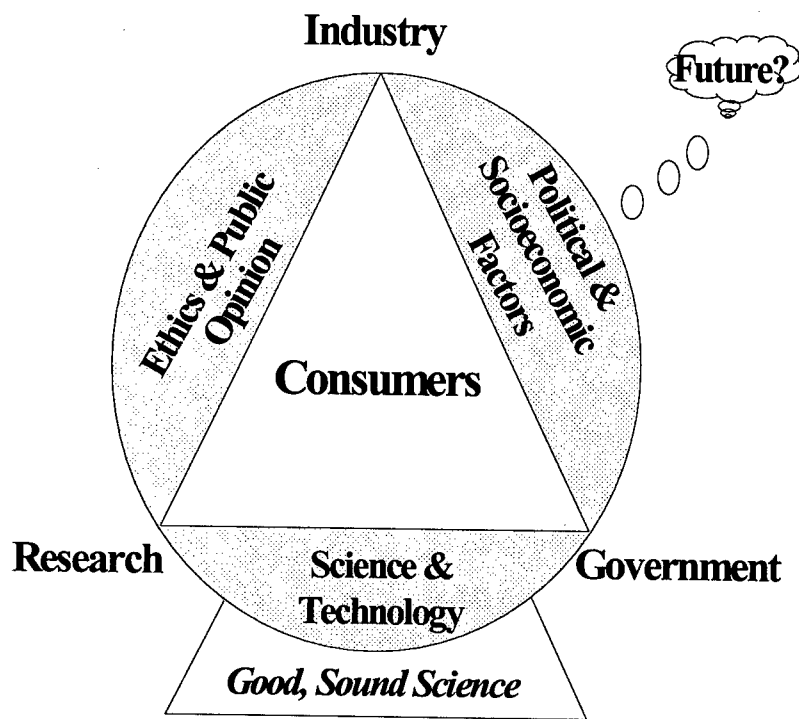 Industry
Future?
Ethics & Public
Opinion
Political &
Socioeconomic
Factors
Consumers
Research
Science &
Technology
Government
Good, Sound Science